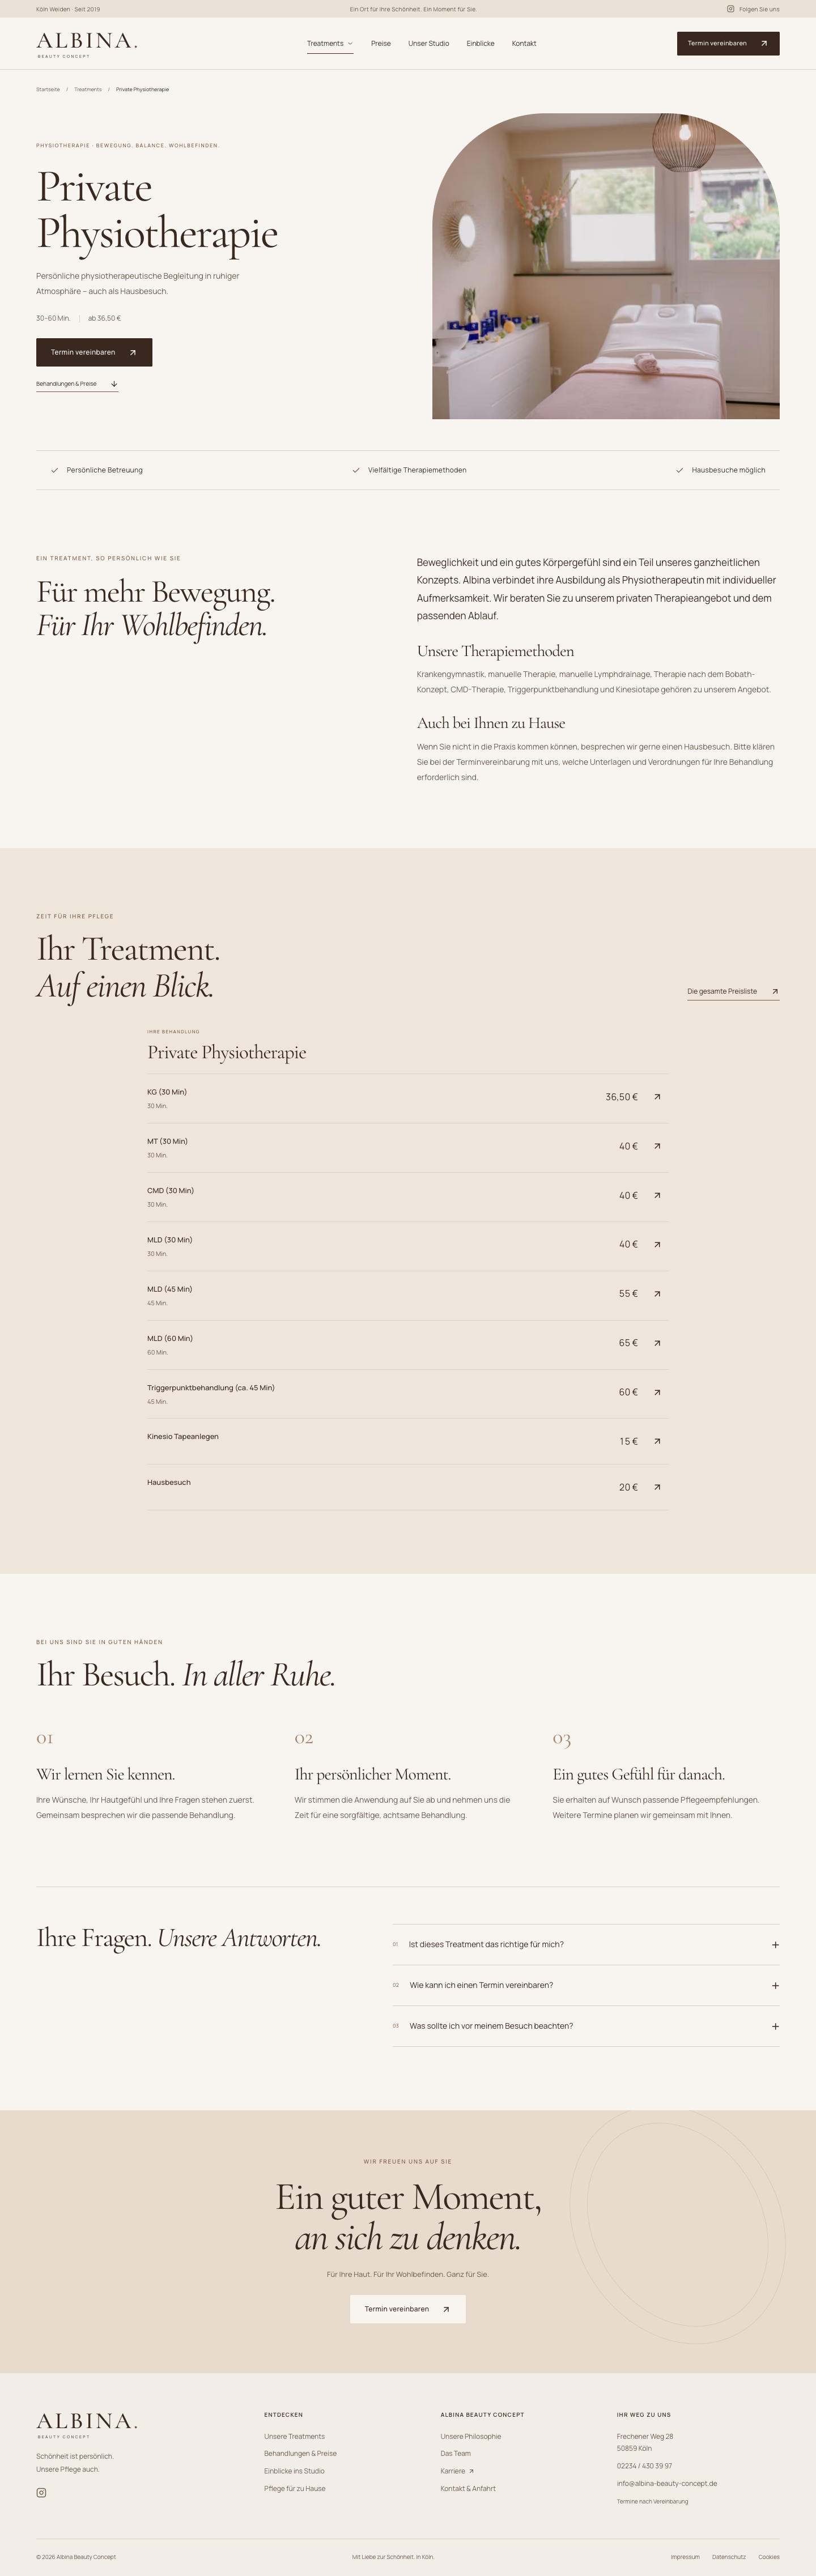 Köln Weiden · Seit 2019
Ein Ort für Ihre Schönheit. Ein Moment für Sie.
Folgen Sie uns
ALBINA.
BEAUTY CONCEPT
Treatments
Preise
Unser Studio
Einblicke
Kontakt
Termin vereinbaren
Startseite / Treatments / Private Physiotherapie
PHYSIOTHERAPIE · BEWEGUNG. BALANCE. WOHLBEFINDEN.
Private
Physiotherapie
Persönliche physiotherapeutische Begleitung in ruhiger
Atmosphäre – auch als Hausbesuch.
30–60 Min. | ab 36,50 €
Termin vereinbaren
Behandlungen & Preise
Persönliche Betreuung
Vielfältige Therapiemethoden
Hausbesuche möglich
EIN TREATMENT, SO PERSÖNLICH WIE SIE
Für mehr Bewegung.
Für Ihr Wohlbefinden.
Beweglichkeit und ein gutes Körpergefühl sind ein Teil unseres ganzheitlichen
Konzepts. Albina verbindet ihre Ausbildung als Physiotherapeutin mit individueller
Aufmerksamkeit. Wir beraten Sie zu unserem privaten Therapieangebot und dem
passenden Ablauf.
Unsere Therapiemethoden
Krankengymnastik, manuelle Therapie, manuelle Lymphdrainage, Therapie nach dem Bobath-
Konzept, CMD-Therapie, Triggerpunktbehandlung und Kinesiotape gehören zu unserem Angebot.
Auch bei Ihnen zu Hause
Wenn Sie nicht in die Praxis kommen können, besprechen wir gerne einen Hausbesuch. Bitte klären
Sie bei der Terminvereinbarung mit uns, welche Unterlagen und Verordnungen für Ihre Behandlung
erforderlich sind.
ZEIT FÜR IHRE PFLEGE
Ihr Treatment.
Auf einen Blick.
Die gesamte Preisliste
IHRE BEHANDLUNG
Private Physiotherapie
KG (30 Min)
30 Min.
36,50 €
MT (30 Min)
30 Min.
40 €
CMD (30 Min)
30 Min.
40 €
MLD (30 Min)
30 Min.
40 €
MLD (45 Min)
45 Min.
55 €
MLD (60 Min)
60 Min.
65 €
Triggerpunktbehandlung (ca. 45 Min)
45 Min.
60 €
Kinesio Tapeanlegen
15 €
Hausbesuch
20 €
BEI UNS SIND SIE IN GUTEN HÄNDEN
Ihr Besuch. In aller Ruhe.
01
Wir lernen Sie kennen.
Ihre Wünsche, Ihr Hautgefühl und Ihre Fragen stehen zuerst.
Gemeinsam besprechen wir die passende Behandlung.
02
Ihr persönlicher Moment.
Wir stimmen die Anwendung auf Sie ab und nehmen uns die
Zeit für eine sorgfältige, achtsame Behandlung.
03
Ein gutes Gefühl für danach.
Sie erhalten auf Wunsch passende Pflegeempfehlungen.
Weitere Termine planen wir gemeinsam mit Ihnen.
Ihre Fragen. Unsere Antworten.
01 Ist dieses Treatment das richtige für mich?
02 Wie kann ich einen Termin vereinbaren?
03 Was sollte ich vor meinem Besuch beachten?
WIR FREUEN UNS AUF SIE
Ein guter Moment,
an sich zu denken.
Für Ihre Haut. Für Ihr Wohlbefinden. Ganz für Sie.
Termin vereinbaren
ALBINA.
BEAUTY CONCEPT
Schönheit ist persönlich.
Unsere Pflege auch.
ENTDECKEN
Unsere Treatments
Behandlungen & Preise
Einblicke ins Studio
Pflege für zu Hause
ALBINA BEAUTY CONCEPT
Unsere Philosophie
Das Team
Karriere
Kontakt & Anfahrt
IHR WEG ZU UNS
Frechener Weg 28
50859 Köln
02234 / 430 39 97
info@albina-beauty-concept.de
Termine nach Vereinbarung
© 2026 Albina Beauty Concept
Mit Liebe zur Schönheit. In Köln.
Impressum
Datenschutz
Cookies